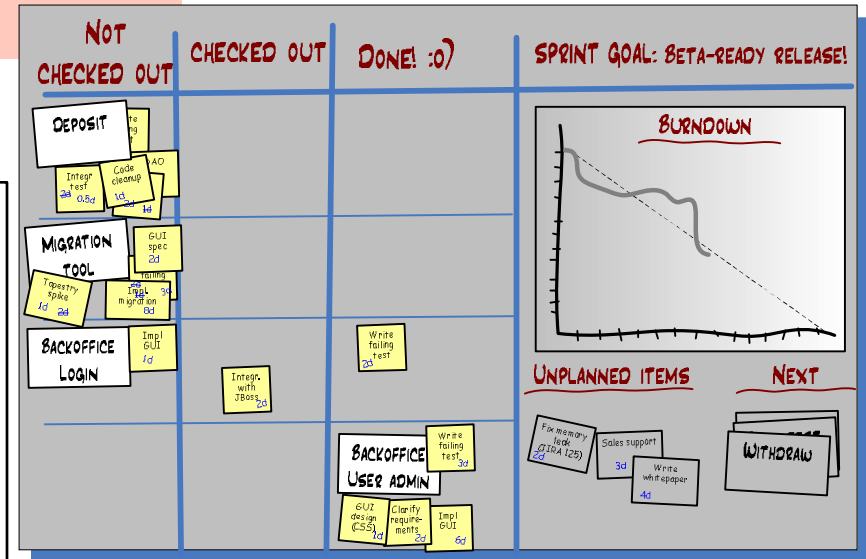 NOT
CHECKED OUT
CHECKED OUT
DONE! :o)
SPRINT GOAL: BETA-READY RELEASE!
DEPOSIT
DAO
Code
cleanup
1d
Integr
test
2d 0.5d
2d
1d
MIGRATION
TOOL
GUI
spec
2d
failing
2d
3d
Tapestry
spike
1d 2d
Impl.
migration
8d
BACKOFFICE
LOGIN
Impl
GUI
1d
Integr.
with
JBoss
2d
Write
failing
test
2d
BACKOFFICE
USER ADMIN
Write
failing
test
3d
GUI
design
(CSS)
1d
Clarify
require-
ments
2d
Impl
GUI
6d
BURNDOWN
UNPLANNED ITEMS
NEXT
Fix memory
leak
(JIRA 125)
2d
Sales support
3d
Write
whitepaper
4d
WITHDRAW